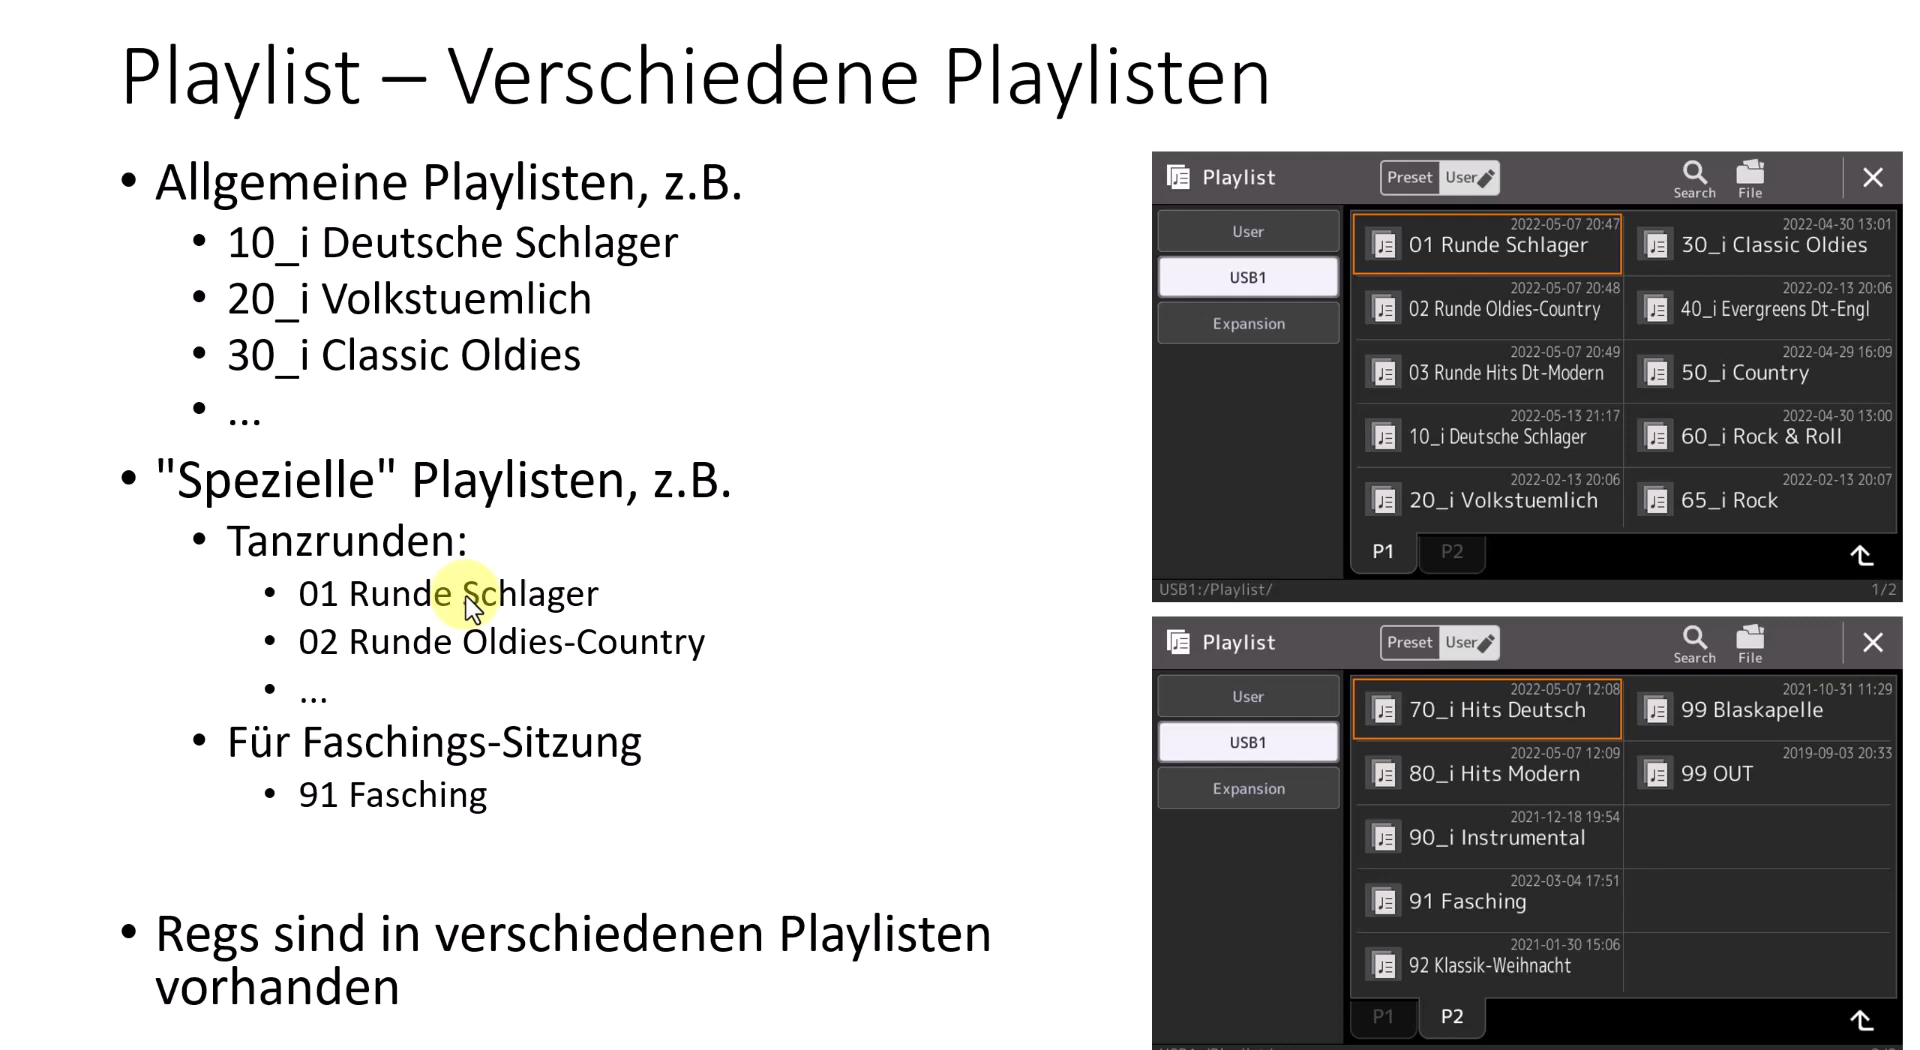 Playlist – Verschiedene Playlisten
• Allgemeine Playlisten, z.B.
• 10_i Deutsche Schlager
• 20_i Volkstuemlich
• 30_i Classic Oldies
• ...
• "Spezielle" Playlisten, z.B.
• Tanzrunden:
• 01 Runde Schlager
• 02 Runde Oldies-Country
• ...
• Für Faschings-Sitzung
• 91 Fasching
• Regs sind in verschiedenen Playlisten
vorhanden
Playlist
Preset User
Search
File
User
USB1
Expansion
2022-05-07 20:47
01 Runde Schlager
2022-05-07 20:48
02 Runde Oldies-Country
2022-05-07 20:49
03 Runde Hits Dt-Modern
2022-05-13 21:17
10_i Deutsche Schlager
2022-02-13 20:06
20_i Volkstuemlich
2022-04-30 13:01
30_i Classic Oldies
2022-02-13 20:06
40_i Evergreens Dt-Engl
2022-04-29 16:09
50_i Country
2022-04-30 13:00
60_i Rock & Roll
2022-02-13 20:07
65_i Rock
P1 P2
USB1:/Playlist/
1/2
Playlist
Preset User
Search
File
User
USB1
Expansion
2022-05-07 12:08
70_i Hits Deutsch
2022-05-07 12:09
80_i Hits Modern
2021-12-18 19:54
90_i Instrumental
2022-03-04 17:51
91 Fasching
2021-01-30 15:06
92 Klassik-Weihnacht
2021-10-31 11:29
99 Blaskapelle
2019-09-03 20:33
99 OUT
P1 P2